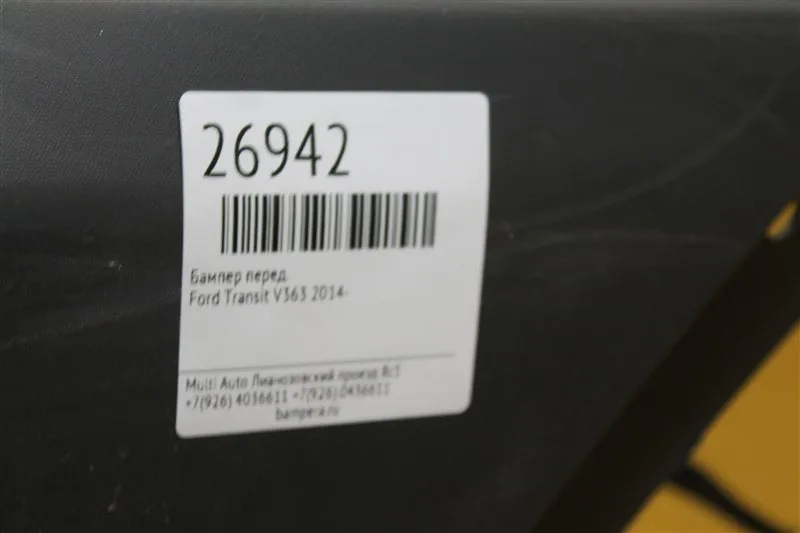 26942
Бампер перед.
Ford Transit V363 2014-
Multi Auto Лианозовский проезд 8с3
+7(926) 4036611 +7(926) 0436611
bampera.ru